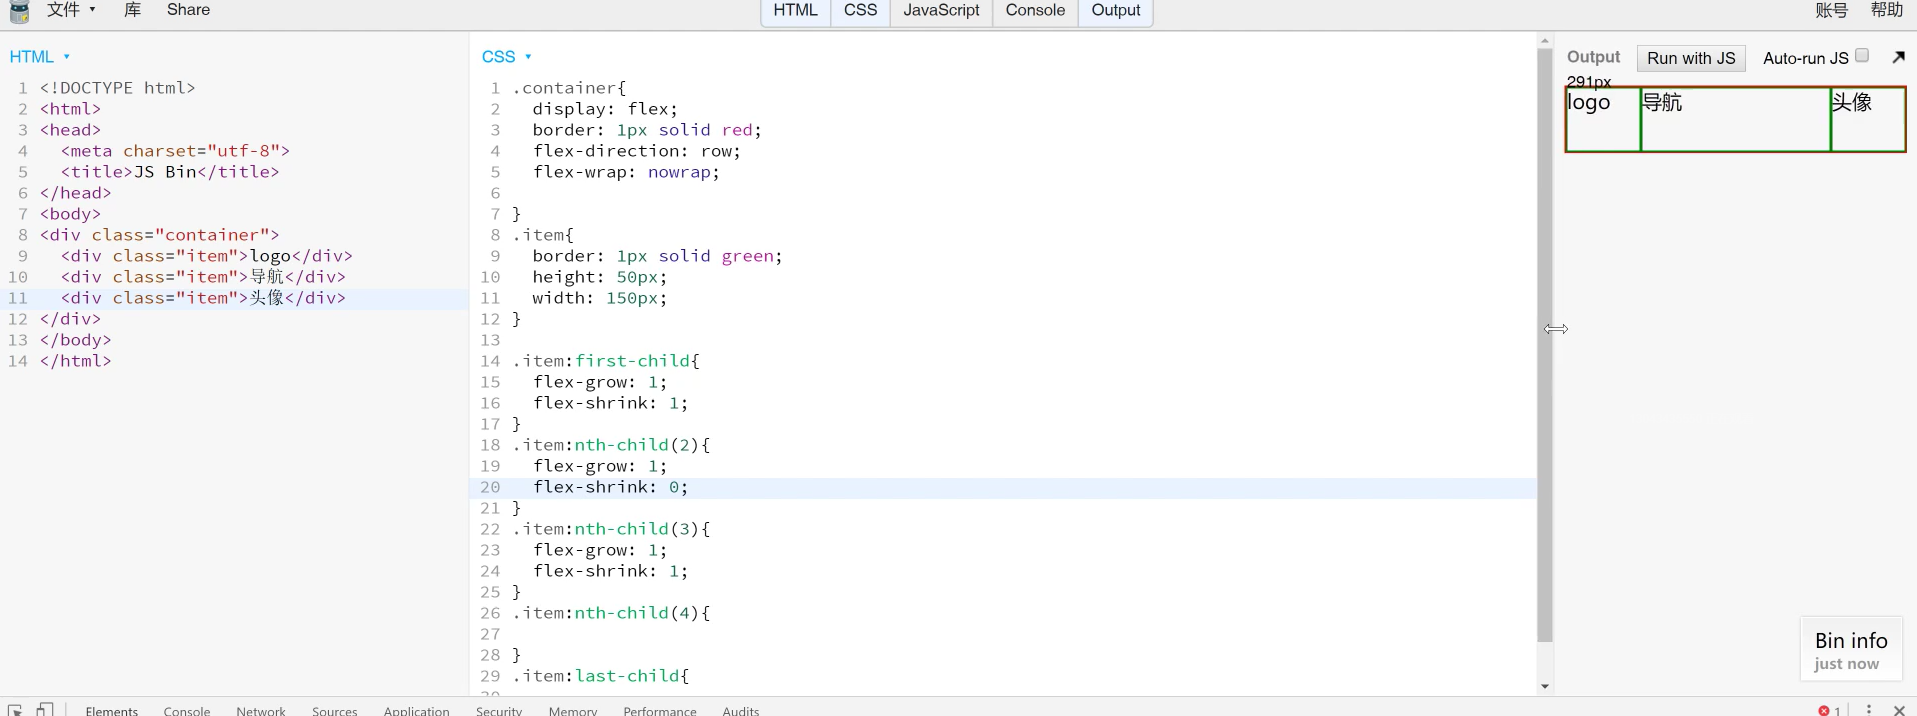 文件 ▾ 库 Share HTML CSS JavaScript Console Output 账号 帮助
HTML ▾
1 <!DOCTYPE html>
2 <html>
3 <head>
4   <meta charset="utf-8">
5   <title>JS Bin</title>
6 </head>
7 <body>
8 <div class="container">
9   <div class="item">logo</div>
10   <div class="item">导航</div>
11   <div class="item">头像</div>
12 </div>
13 </body>
14 </html>
CSS ▾
1 .container{
2   display: flex;
3   border: 1px solid red;
4   flex-direction: row;
5   flex-wrap: nowrap;
6
7 }
8 .item{
9   border: 1px solid green;
10   height: 50px;
11   width: 150px;
12 }
13
14 .item:first-child{
15   flex-grow: 1;
16   flex-shrink: 1;
17 }
18 .item:nth-child(2){
19   flex-grow: 1;
20   flex-shrink: 0;
21 }
22 .item:nth-child(3){
23   flex-grow: 1;
24   flex-shrink: 1;
25 }
26 .item:nth-child(4){
27
28 }
29 .item:last-child{
Output Run with JS Auto-run JS
291px
logo 导航 头像
Bin info
just now
Elements Console Network Sources Application Security Memory Performance Audits 1